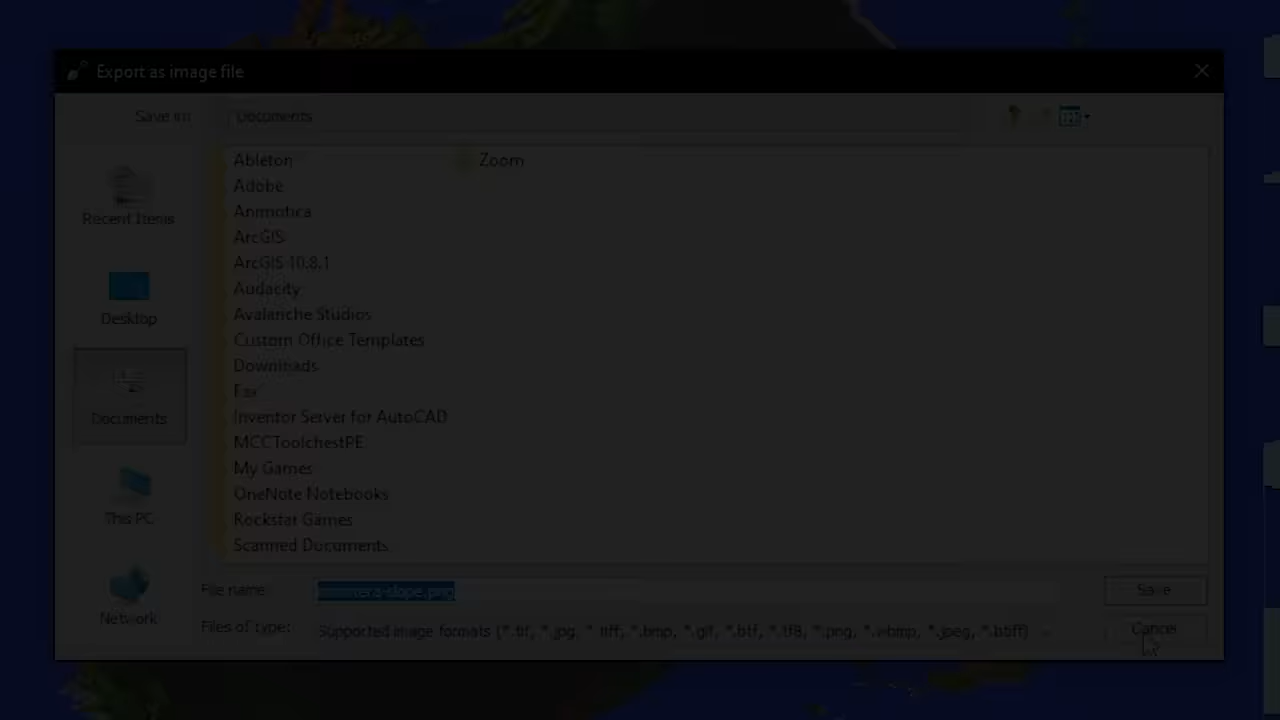 Export as image file
Save in:
Documents
Ableton
Zoom
Adobe
ArcGIS
ArcGIS 10.8.1
Audacity
Avalanche Studios
Custom Office Templates
Downloads
Fax
Inventor Server for AutoCAD
MCCToolchestPE
My Games
OneNote Notebooks
Rockstar Games
Scanned Documents
Recent Items
Desktop
Documents
This PC
Network
File name:
Save
Files of type:
Supported image formats (*.tif, *.jpg, *.tiff, *.bmp, *.gif, *.btf, *.tf8, *.png, *.wbmp, *.jpeg, *.btiff)
Cancel